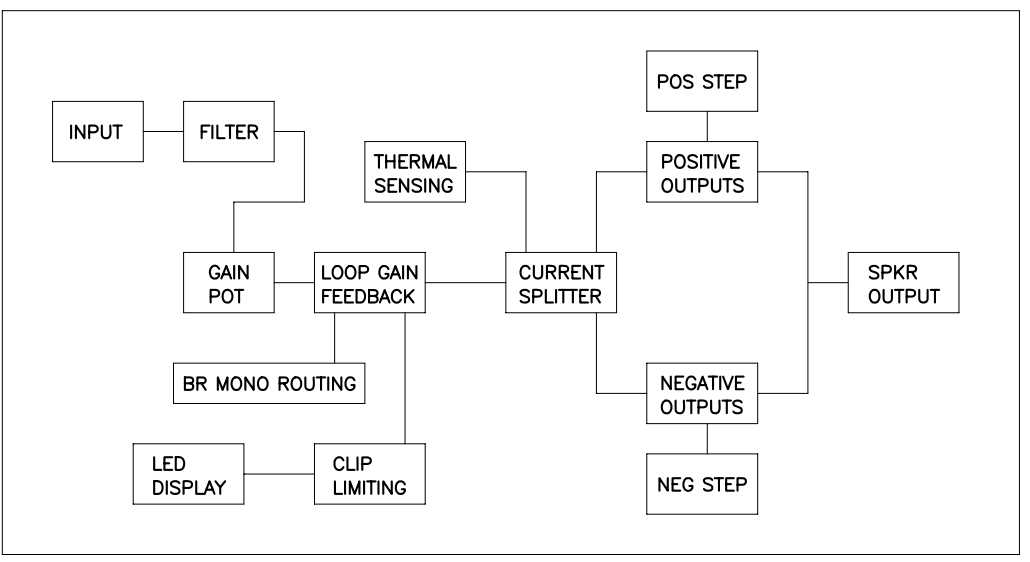 POS STEP
INPUT
FILTER
THERMAL
SENSING
POSITIVE
OUTPUTS
GAIN
POT
LOOP GAIN
FEEDBACK
CURRENT
SPLITTER
SPKR
OUTPUT
BR MONO ROUTING
NEGATIVE
OUTPUTS
LED
DISPLAY
CLIP
LIMITING
NEG STEP